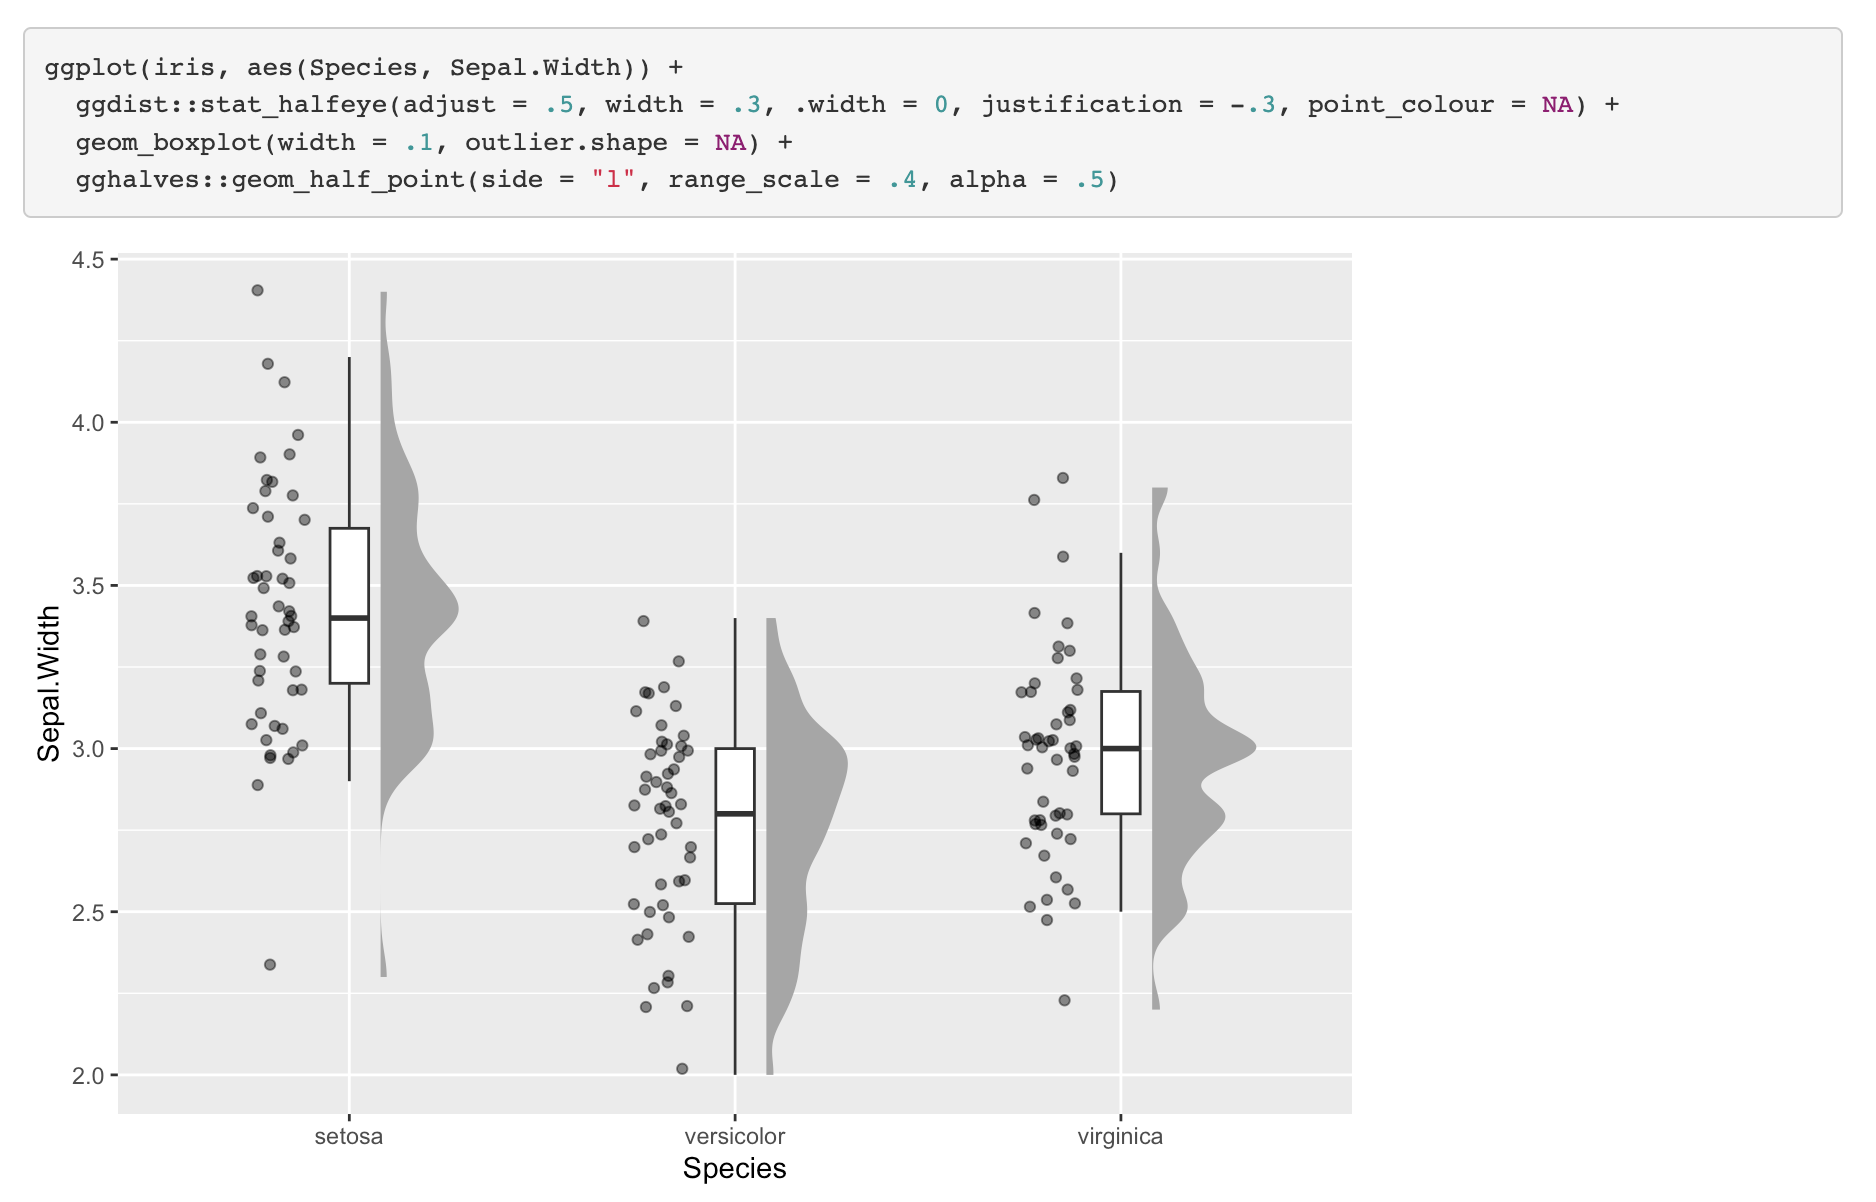 ggplot(iris, aes(Species, Sepal.Width)) +
  ggdist::stat_halfeye(adjust = .5, width = .3, .width = 0, justification = -.3, point_colour = NA) +
  geom_boxplot(width = .1, outlier.shape = NA) +
  gghalves::geom_half_point(side = "l", range_scale = .4, alpha = .5)
4.5
4.0
3.5
3.0
2.5
2.0
Sepal.Width
setosa versicolor virginica
Species